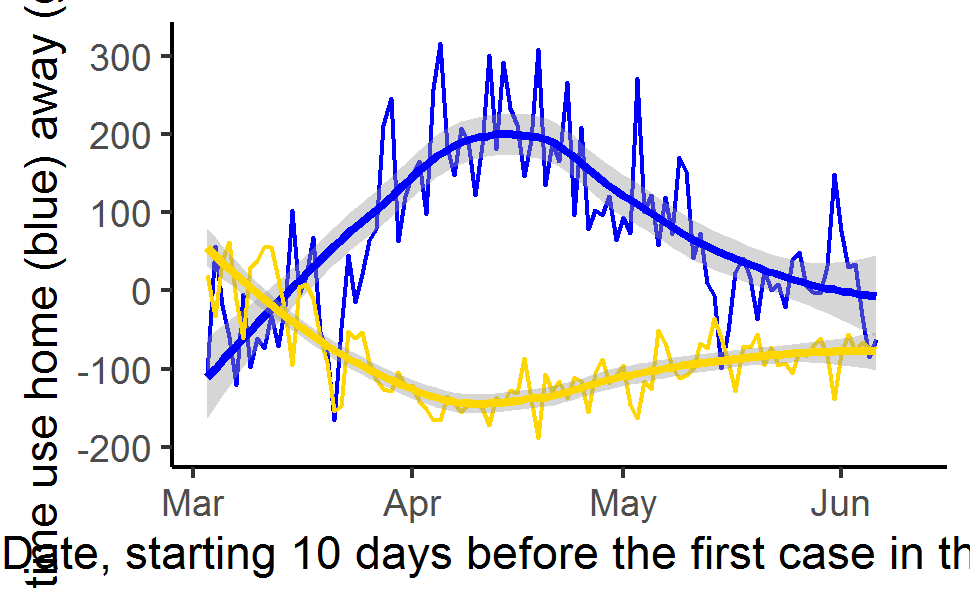 time use home (blue) away (
300
200
100
0
-100
-200
Mar Apr May Jun
Date, starting 10 days before the first case in th